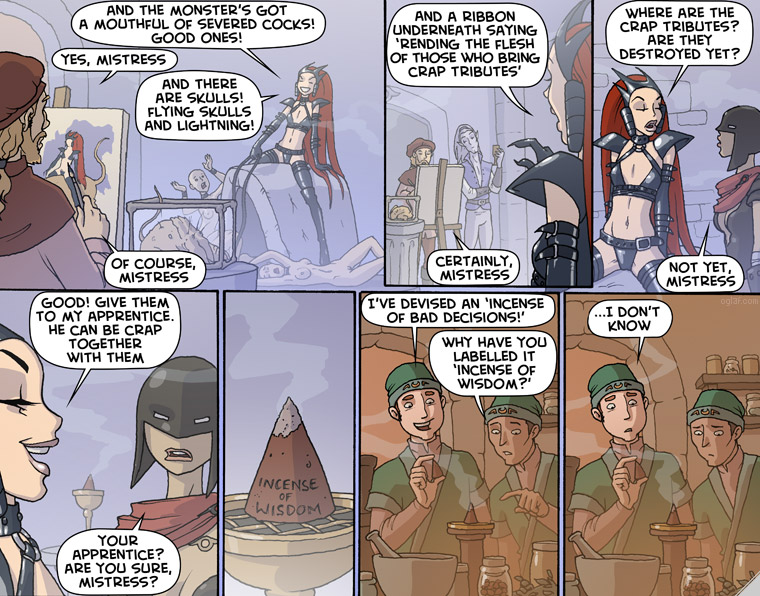 AND THE MONSTER'S GOT
A MOUTHFUL OF SEVERED COCKS!
GOOD ONES!
YES, MISTRESS
AND THERE
ARE SKULLS!
FLYING SKULLS
AND LIGHTNING!
OF COURSE,
MISTRESS
AND A RIBBON
UNDERNEATH SAYING
'RENDING THE FLESH
OF THOSE WHO BRING
CRAP TRIBUTES'
CERTAINLY,
MISTRESS
WHERE ARE THE
CRAP TRIBUTES?
ARE THEY
DESTROYED YET?
NOT YET,
MISTRESS
oglaf.com
GOOD! GIVE THEM
TO MY APPRENTICE.
HE CAN BE CRAP
TOGETHER
WITH THEM
YOUR
APPRENTICE?
ARE YOU SURE,
MISTRESS?
INCENSE
OF
WISDOM
I'VE DEVISED AN 'INCENSE
OF BAD DECISIONS!'
WHY HAVE YOU
LABELLED IT
'INCENSE OF
WISDOM?'
...I DON'T
KNOW